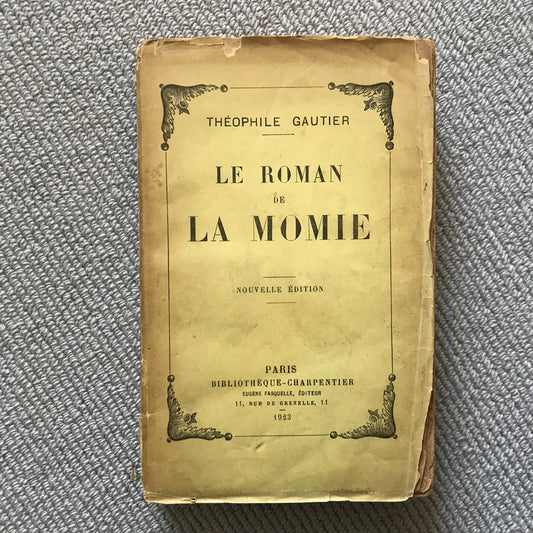 THÉOPHILE GAUTIER
LE ROMAN
DE
LA MOMIE
NOUVELLE ÉDITION
PARIS
BIBLIOTHÈQUE-CHARPENTIER
EUGÈNE FASQUELLE, ÉDITEUR
11, RUE DE GRENELLE, 11
1923